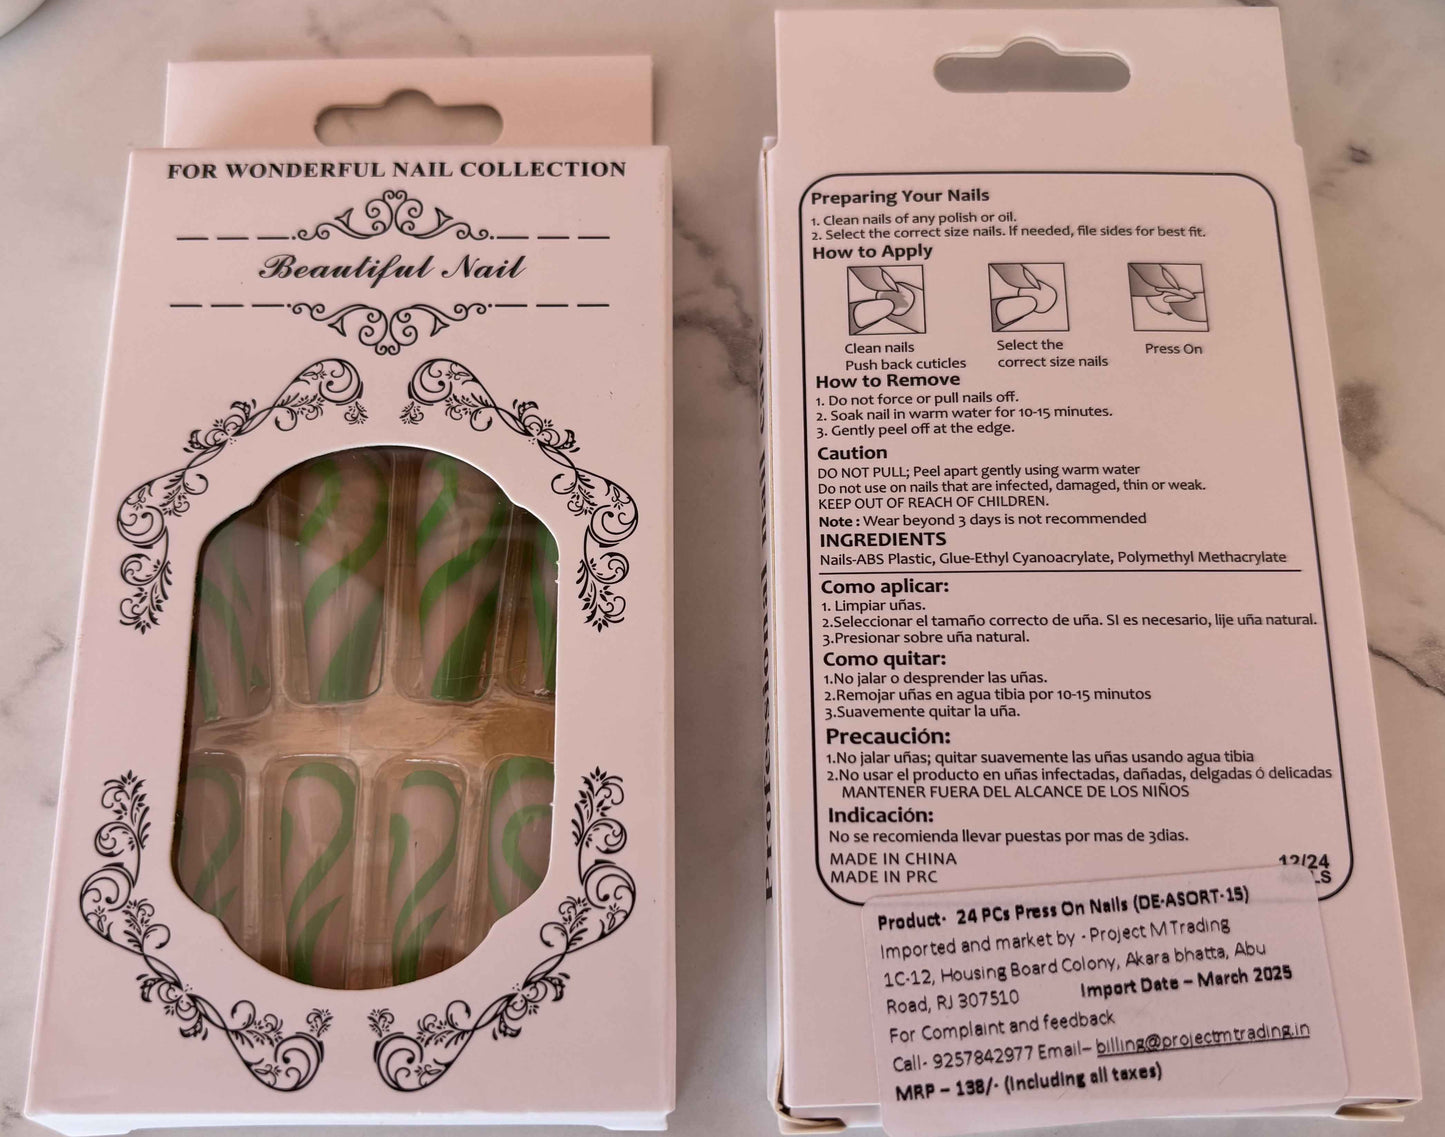 FOR WONDERFUL NAIL COLLECTION
Beautiful Nail
Preparing Your Nails
1. Clean nails of any polish or oil.
2. Select the correct size nails. If needed, file sides for best fit.
How to Apply
Clean nails
Push back cuticles
Select the
correct size nails
Press On
How to Remove
1. Do not force or pull nails off.
2. Soak nail in warm water for 10-15 minutes.
3. Gently peel off at the edge.
Caution
DO NOT PULL; Peel apart gently using warm water
Do not use on nails that are infected, damaged, thin or weak.
KEEP OUT OF REACH OF CHILDREN.
Note : Wear beyond 3 days is not recommended
INGREDIENTS
Nails-ABS Plastic, Glue-Ethyl Cyanoacrylate, Polymethyl Methacrylate
Como aplicar:
1. Limpiar uñas.
2.Seleccionar el tamaño correcto de uña. SI es necesario, lije uña natural.
3.Presionar sobre uña natural.
Como quitar:
1.No jalar o desprender las uñas.
2.Remojar uñas en agua tibia por 10-15 minutos
3.Suavemente quitar la uña.
Precaución:
1.No jalar uñas; quitar suavemente las uñas usando agua tibia
2.No usar el producto en uñas infectadas, dañadas, delgadas ó delicadas
MANTENER FUERA DEL ALCANCE DE LOS NIÑOS
Indicación:
No se recomienda llevar puestas por mas de 3dias.
MADE IN CHINA
MADE IN PRC
12/24
Product- 24 PCs Press On Nails (DE-ASORT-15)
Imported and market by - Project M Trading
1C-12, Housing Board Colony, Akara bhatta, Abu
Road, RJ 307510 Import Date – March 2025
For Complaint and feedback
Call- 9257842977 Email– billing@projectmtrading.in
MRP – 138/- (Including all taxes)